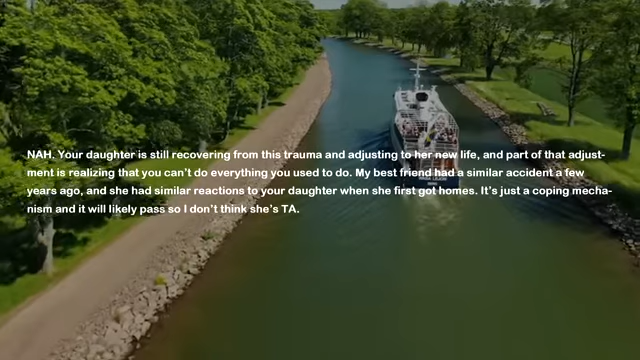 NAH. Your daughter is still recovering from this trauma and adjusting to her new life, and part of that adjust-
ment is realizing that you can't do everything you used to do. My best friend had a similar accident a few
years ago, and she had similar reactions to your daughter when she first got homes. It's just a coping mecha-
nism and it will likely pass so I don't think she's TA.